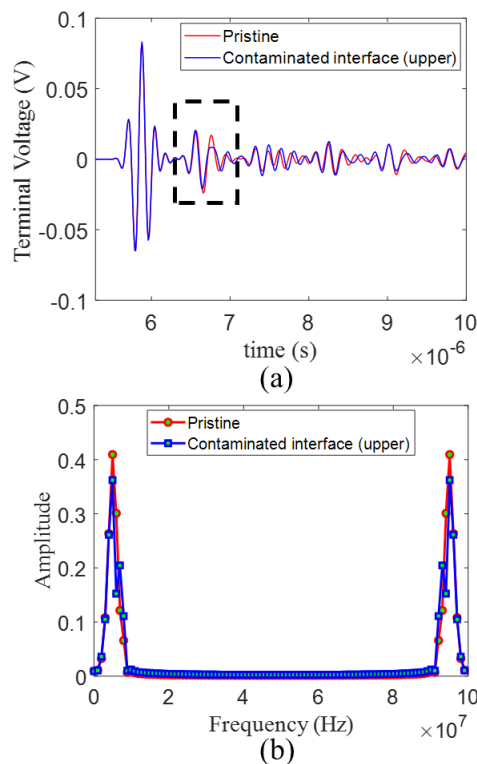 0.1
Pristine
Contaminated interface (upper)
0.05
Terminal Voltage (V)
0
-0.05
-0.1
6
7
8
9
10
time (s)
×10⁻⁶
(a)
0.5
Pristine
Contaminated interface (upper)
0.4
0.3
Amplitude
0.2
0.1
0
0
2
4
6
8
10
Frequency (Hz)
×10⁷
(b)